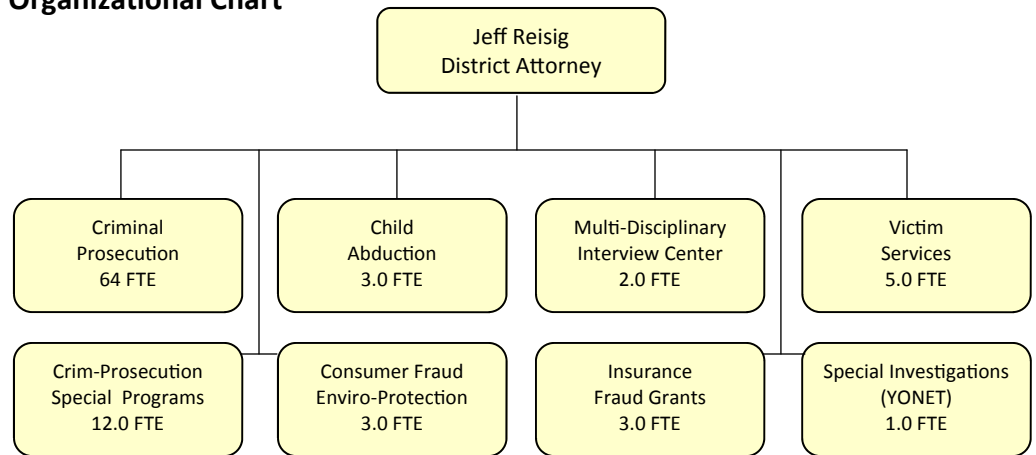 Organizational Chart
Jeff Reisig
District Attorney
Criminal
Prosecution
64 FTE
Child
Abduction
3.0 FTE
Multi-Disciplinary
Interview Center
2.0 FTE
Victim
Services
5.0 FTE
Crim-Prosecution
Special Programs
12.0 FTE
Consumer Fraud
Enviro-Protection
3.0 FTE
Insurance
Fraud Grants
3.0 FTE
Special Investigations
(YONET)
1.0 FTE